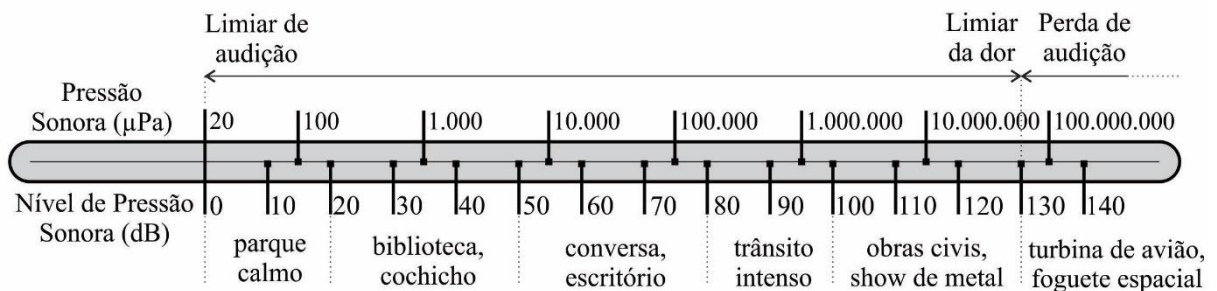 Limiar de
audição
Limiar
da dor
Perda de
audição
Pressão
Sonora (µPa)
20 100 1.000 10.000 100.000 1.000.000 10.000.000 100.000.000
Nível de Pressão
Sonora (dB)
0 10 20 30 40 50 60 70 80 90 100 110 120 130 140
parque
calmo
biblioteca,
cochicho
conversa,
escritório
trânsito
intenso
obras civis,
show de metal
turbina de avião,
foguete espacial